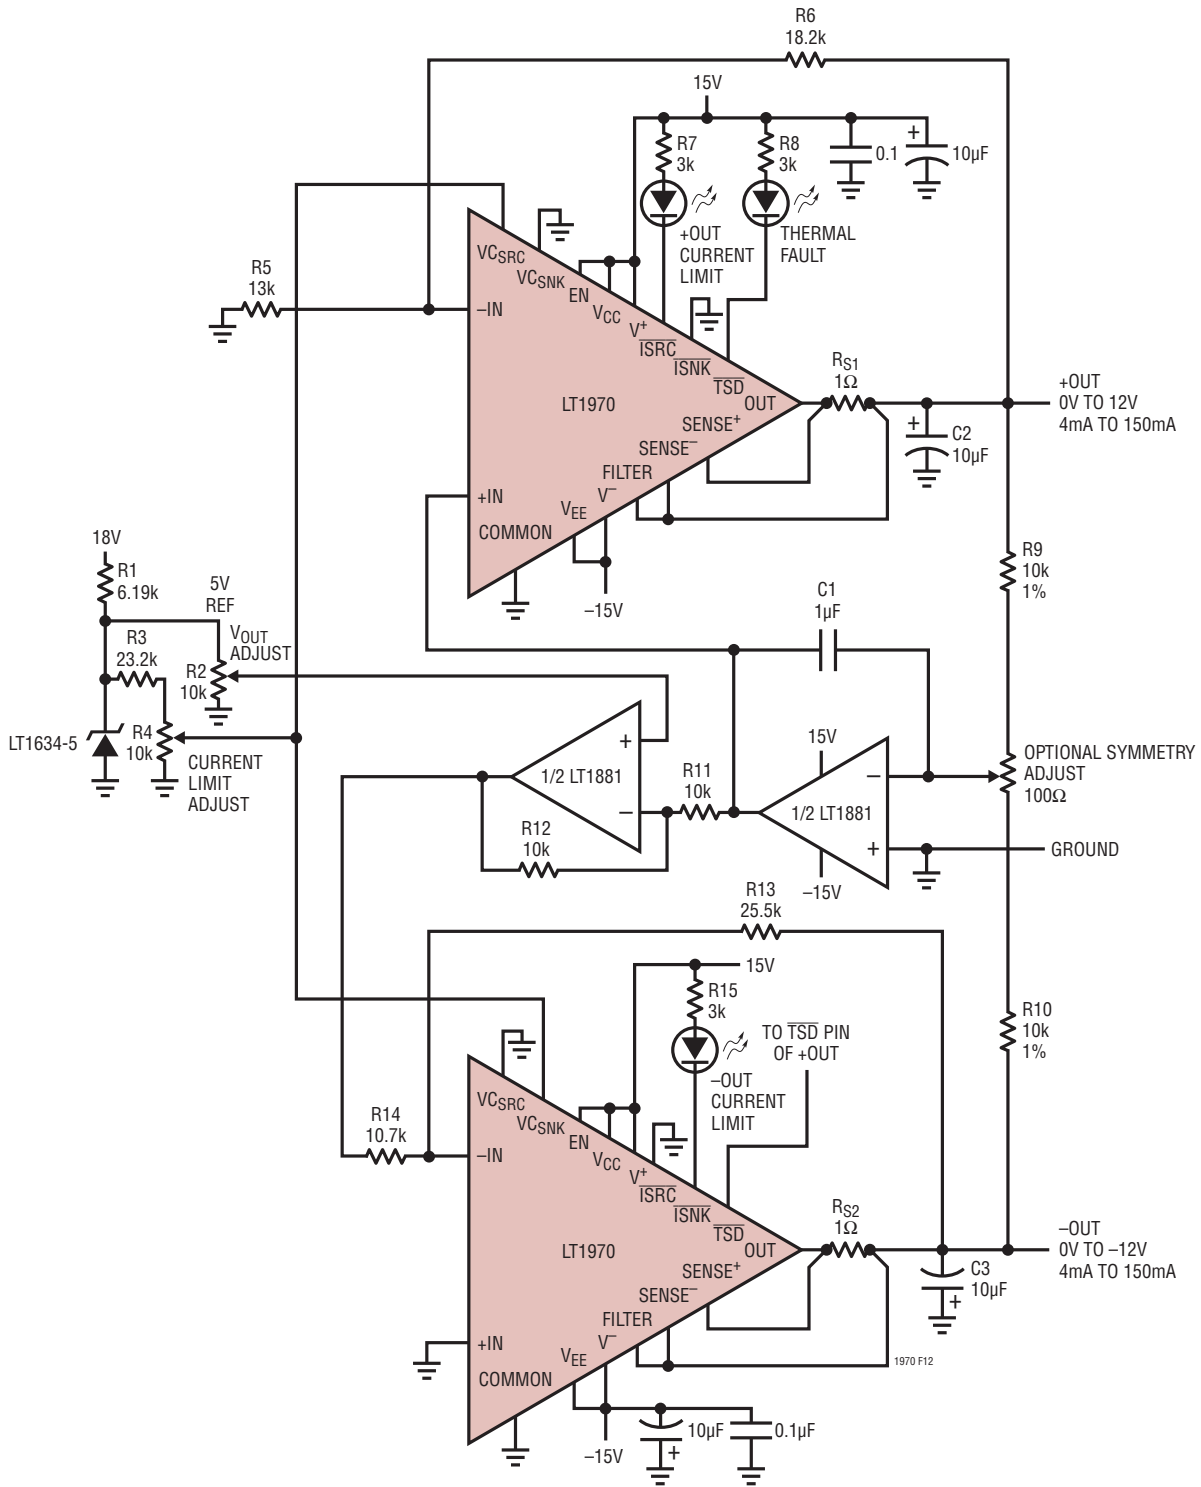 R6
18.2k
15V
R7
3k
R8
3k
0.1
+
10µF
+OUT
CURRENT
LIMIT
THERMAL
FAULT
R5
13k
VCSRC
VCSNK
EN
VCC
V+
ISRC
ISNK
TSD
OUT
–IN
LT1970
SENSE+
SENSE–
FILTER
V–
VEE
+IN
COMMON
–15V
RS1
1Ω
+
C2
10µF
+OUT
0V TO 12V
4mA TO 150mA
R9
10k
1%
18V
R1
6.19k
5V
REF
VOUT
ADJUST
R3
23.2k
R2
10k
LT1634-5
R4
10k
CURRENT
LIMIT
ADJUST
C1
1µF
+
1/2 LT1881
–
R11
10k
R12
10k
15V
–
1/2 LT1881
+
–15V
OPTIONAL SYMMETRY
ADJUST
100Ω
GROUND
R13
25.5k
15V
R15
3k
–OUT
CURRENT
LIMIT
TO TSD PIN
OF +OUT
R10
10k
1%
R14
10.7k
VCSRC
VCSNK
EN
VCC
V+
ISRC
ISNK
TSD
OUT
–IN
LT1970
SENSE+
SENSE–
FILTER
V–
VEE
+IN
COMMON
RS2
1Ω
C3
10µF
+
–OUT
0V TO –12V
4mA TO 150mA
1970 F12
–15V
10µF
+
0.1µF